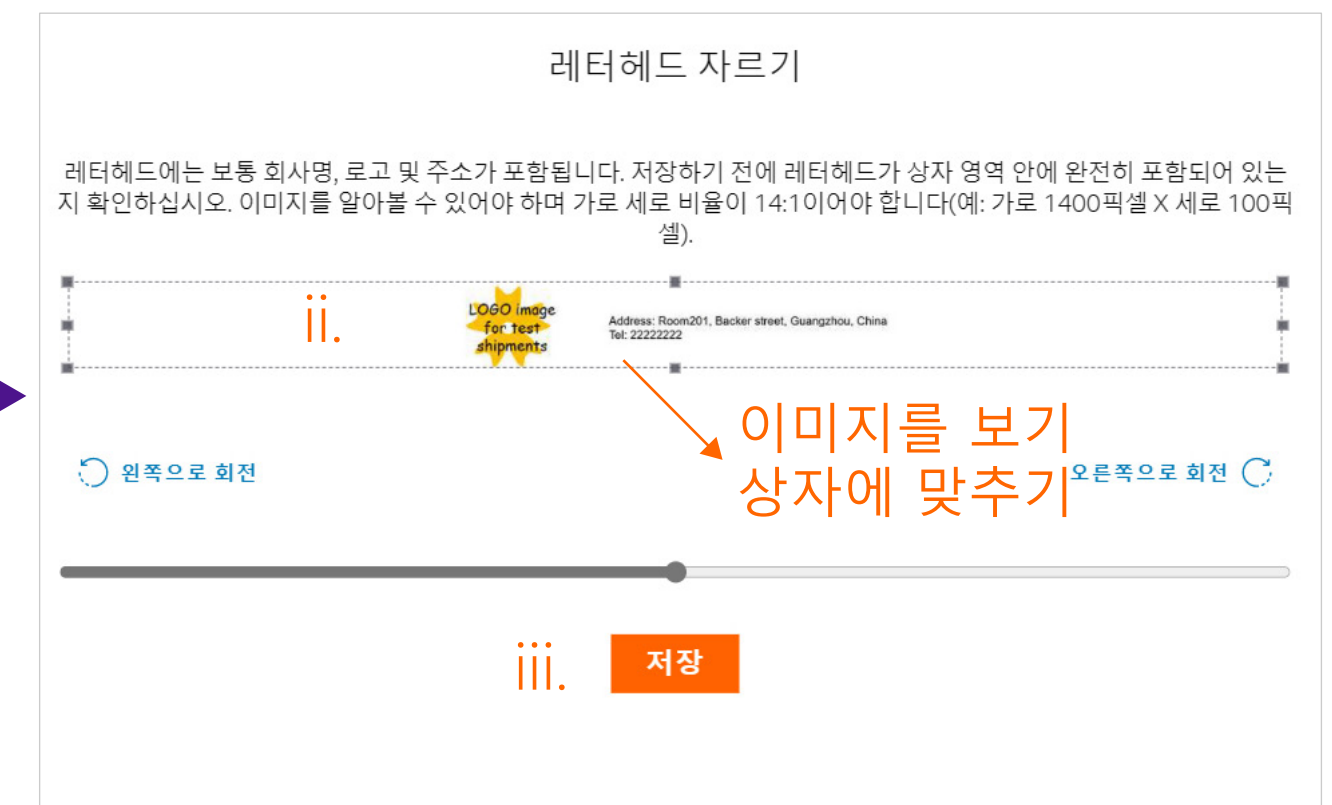 레터헤드 자르기
레터헤드에는 보통 회사명, 로고 및 주소가 포함됩니다. 저장하기 전에 레터헤드가 상자 영역 안에 완전히 포함되어 있는
지 확인하십시오. 이미지를 알아볼 수 있어야 하며 가로 세로 비율이 14:1이어야 합니다(예: 가로 1400픽셀 X 세로 100픽
셀).
ii.
LOGO image
for test
shipments
Address: Room201, Backer street, Guangzhou, China
Tel: 22222222
이미지를 보기
상자에 맞추기
왼쪽으로 회전
오른쪽으로 회전
iii.
저장